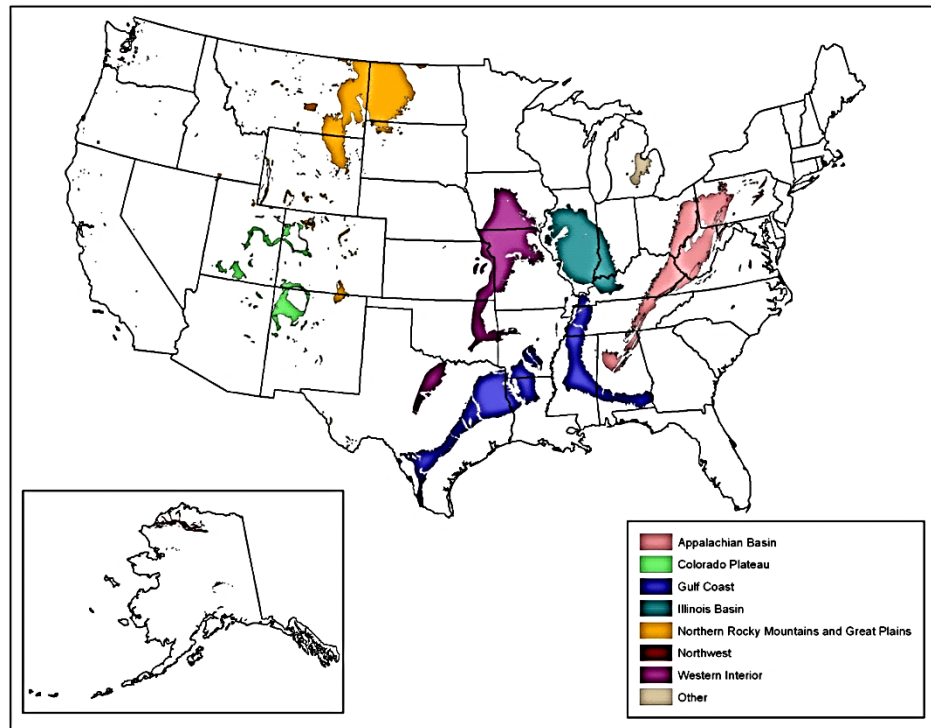 Appalachian Basin
Colorado Plateau
Gulf Coast
Illinois Basin
Northern Rocky Mountains and Great Plains
Northwest
Western Interior
Other